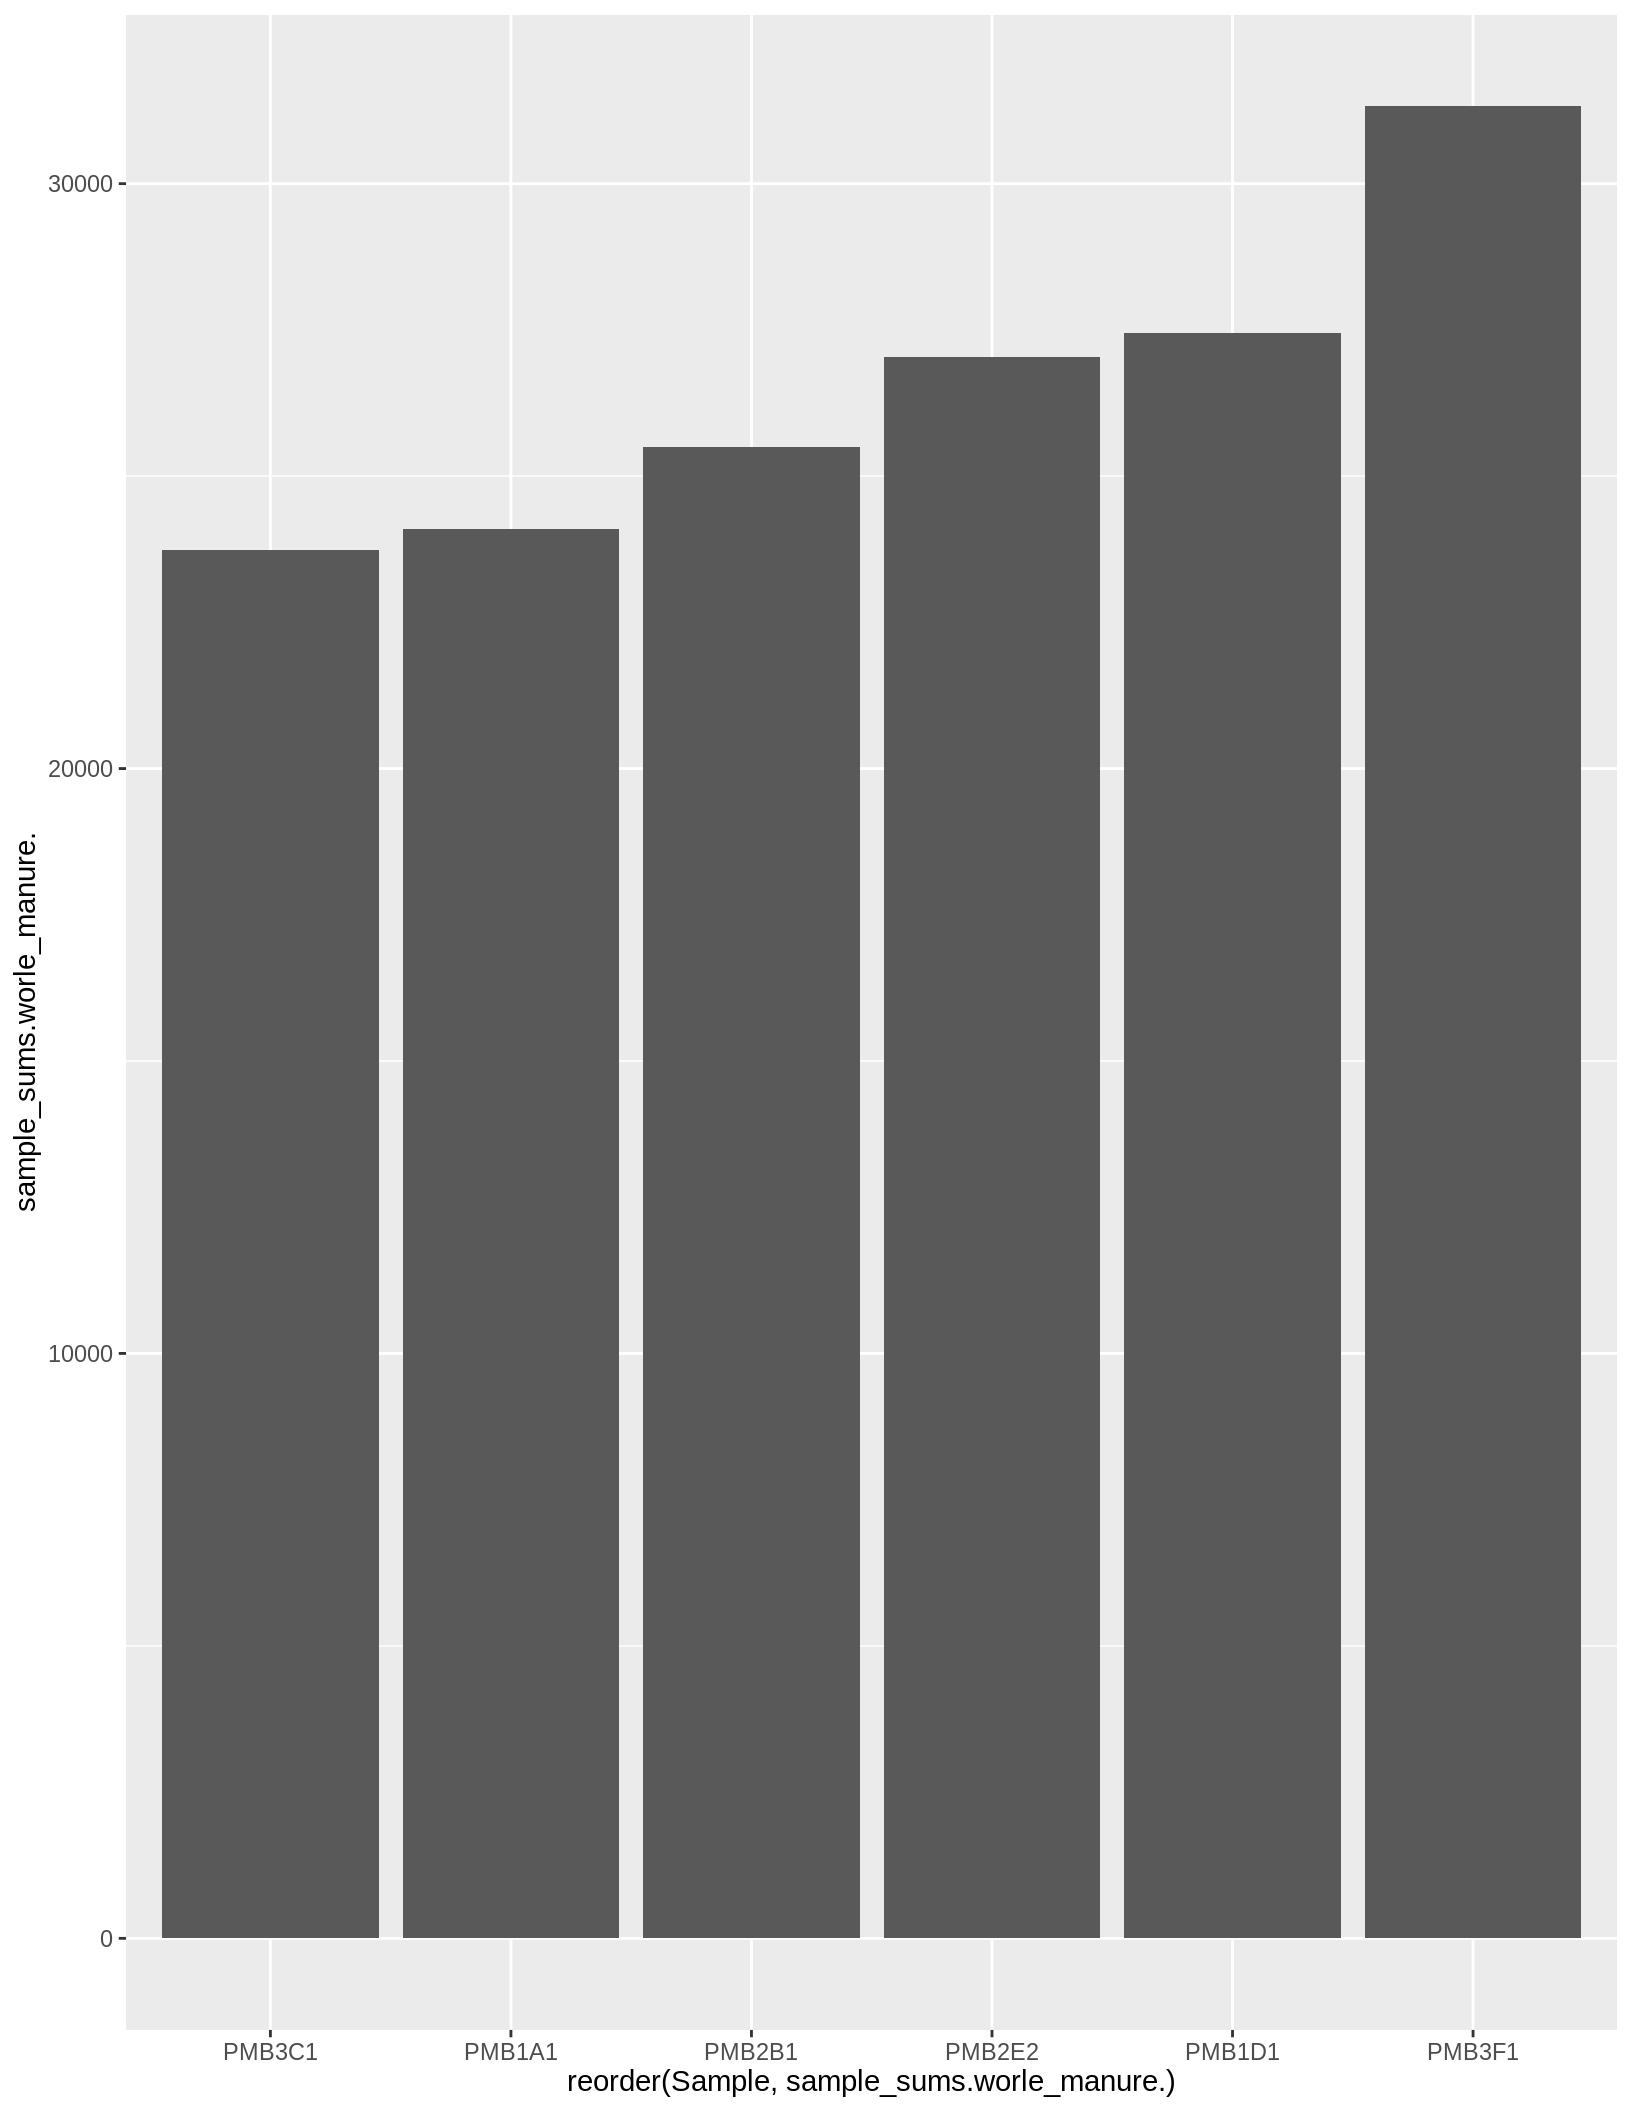 30000
20000
10000
0
sample_sums.worle_manure.
PMB3C1 PMB1A1 PMB2B1 PMB2E2 PMB1D1 PMB3F1
reorder(Sample, sample_sums.worle_manure.)